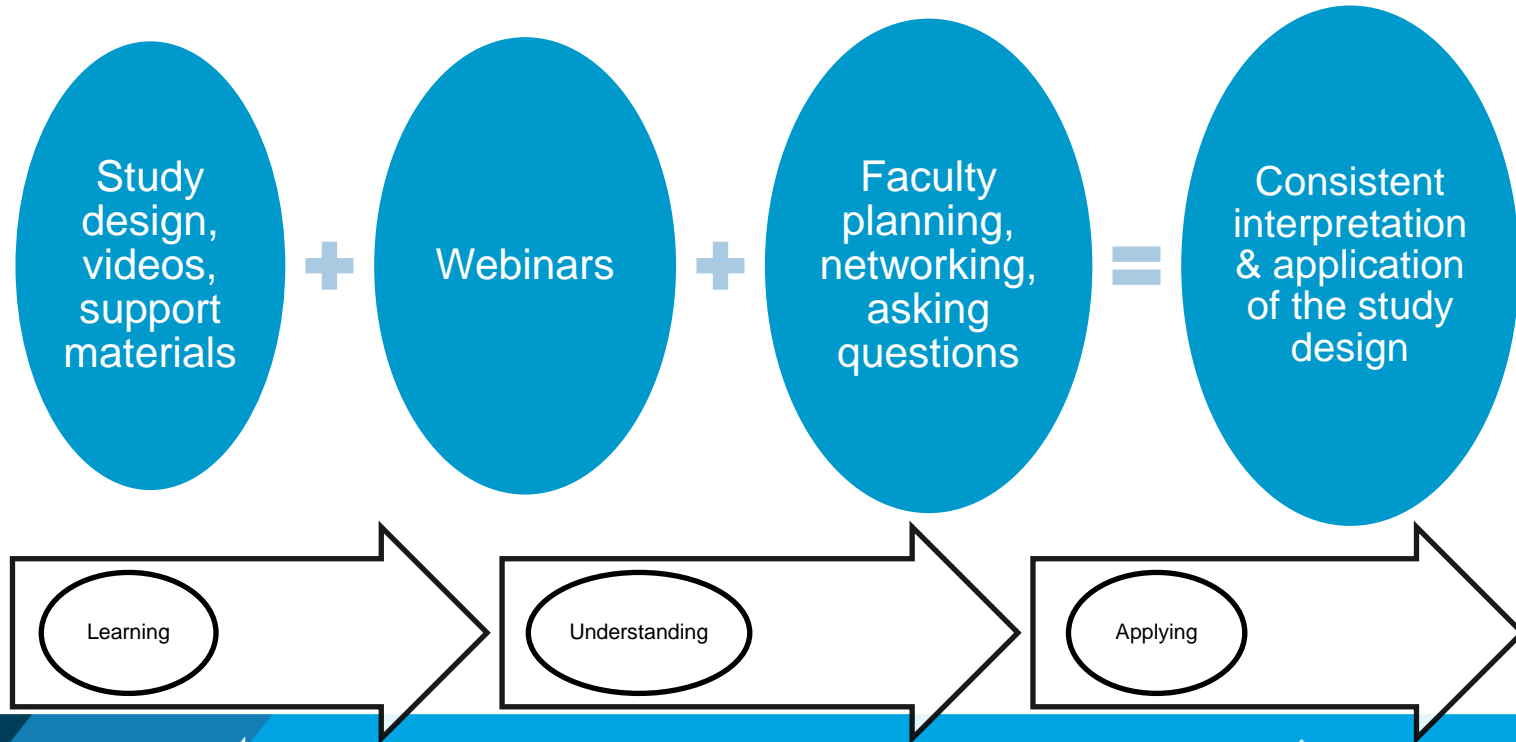 Study
design,
videos,
support
materials
Webinars
Faculty
planning,
networking,
asking
questions
Consistent
interpretation
& application
of the study
design
Learning
Understanding
Applying